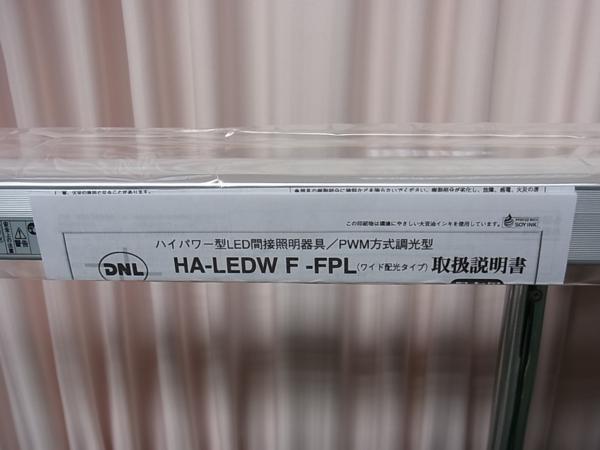 この印刷物は環境にやさしい大豆油インキを使用しています。
PRINTED WITH
SOY INK
ハイパワー型LED間接照明器具／PWM方式調光型
DNL
HA-LEDW F -FPL(ワイド配光タイプ) 取扱説明書